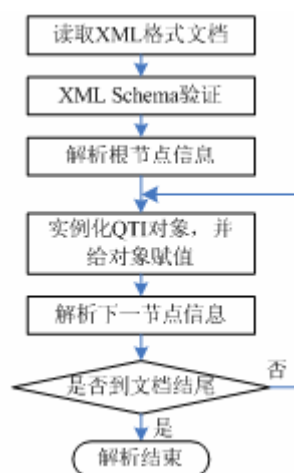 读取XML格式文档
XML Schema验证
解析根节点信息
实例化QTI对象，并
给对象赋值
解析下一节点信息
是否到文档结尾
否
是
解析结束